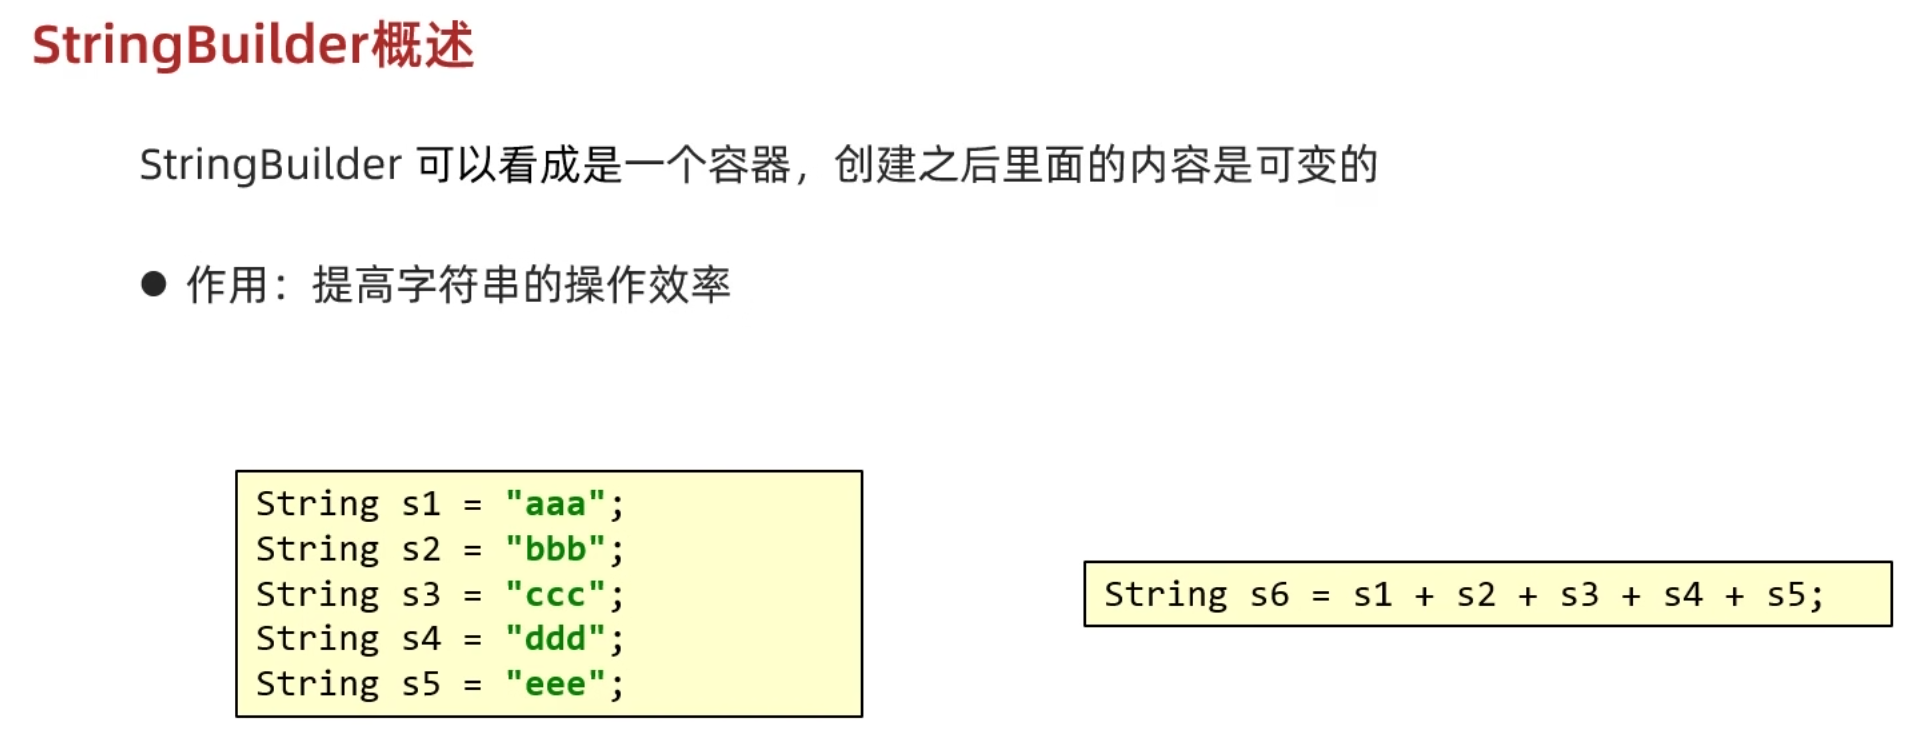 StringBuilder概述
StringBuilder 可以看成是一个容器，创建之后里面的内容是可变的
● 作用：提高字符串的操作效率
String s1 = "aaa";
String s2 = "bbb";
String s3 = "ccc";
String s4 = "ddd";
String s5 = "eee";
String s6 = s1 + s2 + s3 + s4 + s5;